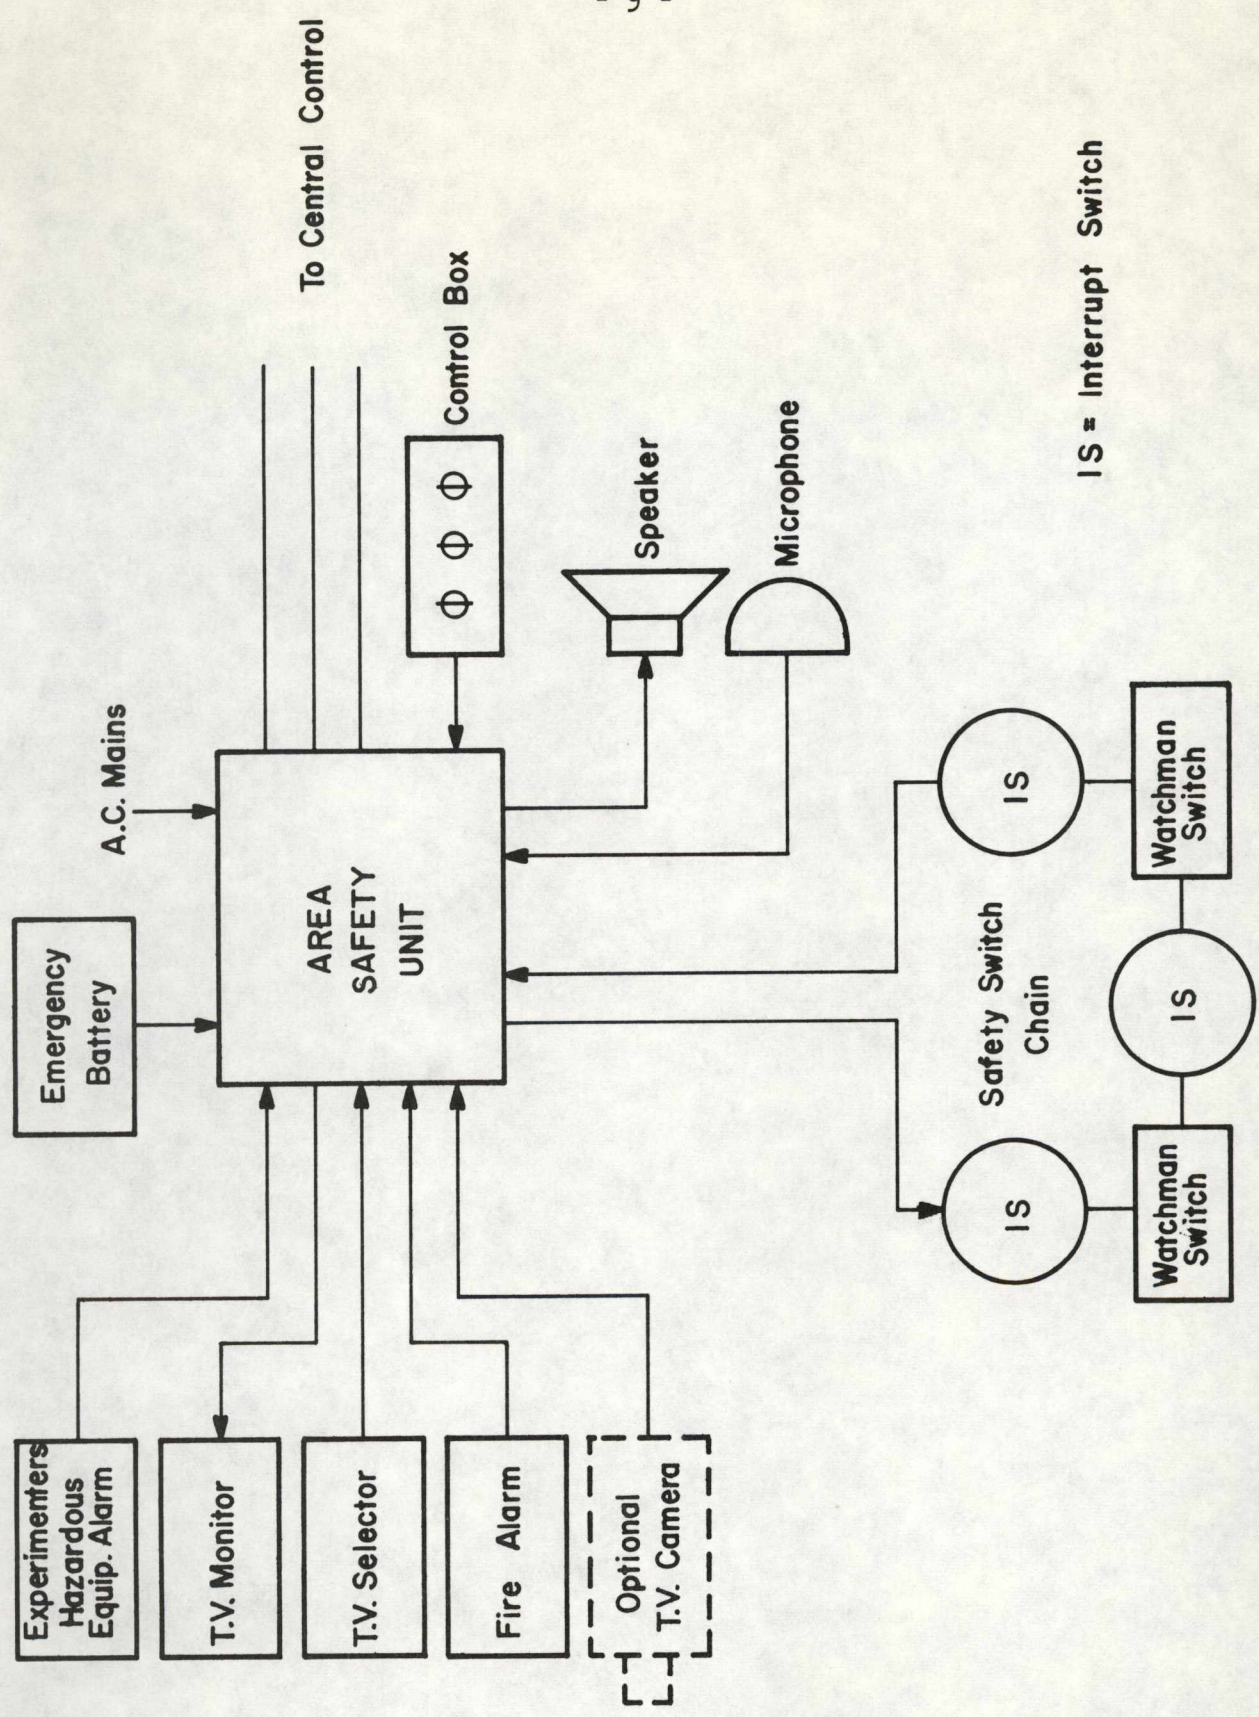 Experimenters
Hazardous
Equip. Alarm
T.V. Monitor
T.V. Selector
Fire Alarm
Optional
T.V. Camera
Emergency
Battery
A.C. Mains
AREA
SAFETY
UNIT
To Central Control
Control Box
Speaker
Microphone
Safety Switch
Chain
IS
Watchman
Switch
IS
Watchman
Switch
IS
IS = Interrupt Switch